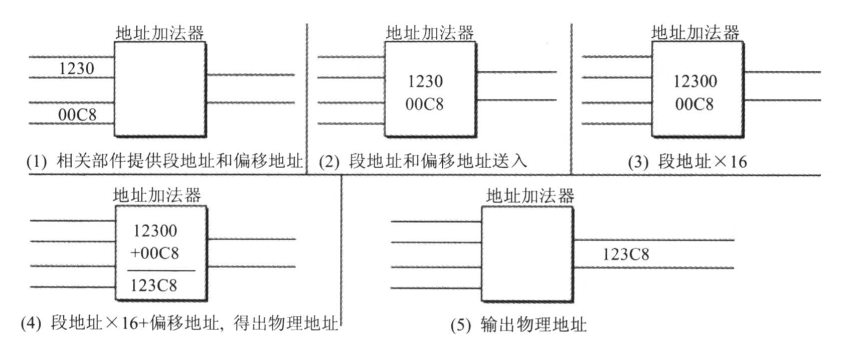 地址加法器
1230
00C8
(1) 相关部件提供段地址和偏移地址
地址加法器
1230
00C8
(2) 段地址和偏移地址送入
地址加法器
12300
00C8
(3) 段地址×16
地址加法器
12300
+00C8
123C8
(4) 段地址×16+偏移地址, 得出物理地址
地址加法器
123C8
(5) 输出物理地址